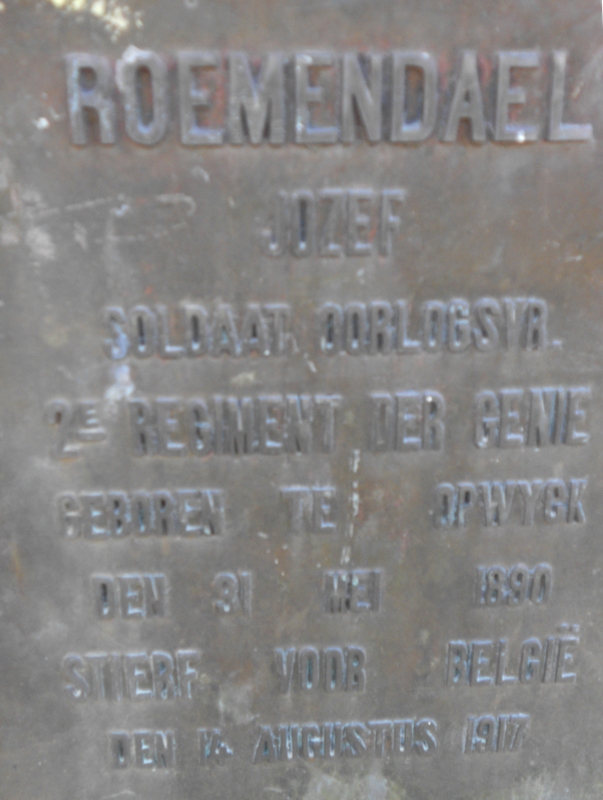 ROEMENDAEL
JOZEF
SOLDAAT. OORLOGSVR.
2E REGIMENT DER GENIE
GEBOREN TE OPWYCK
DEN 31 MEI 1890
STIERF VOOR BELGIË
DEN AUGUSTUS 1917